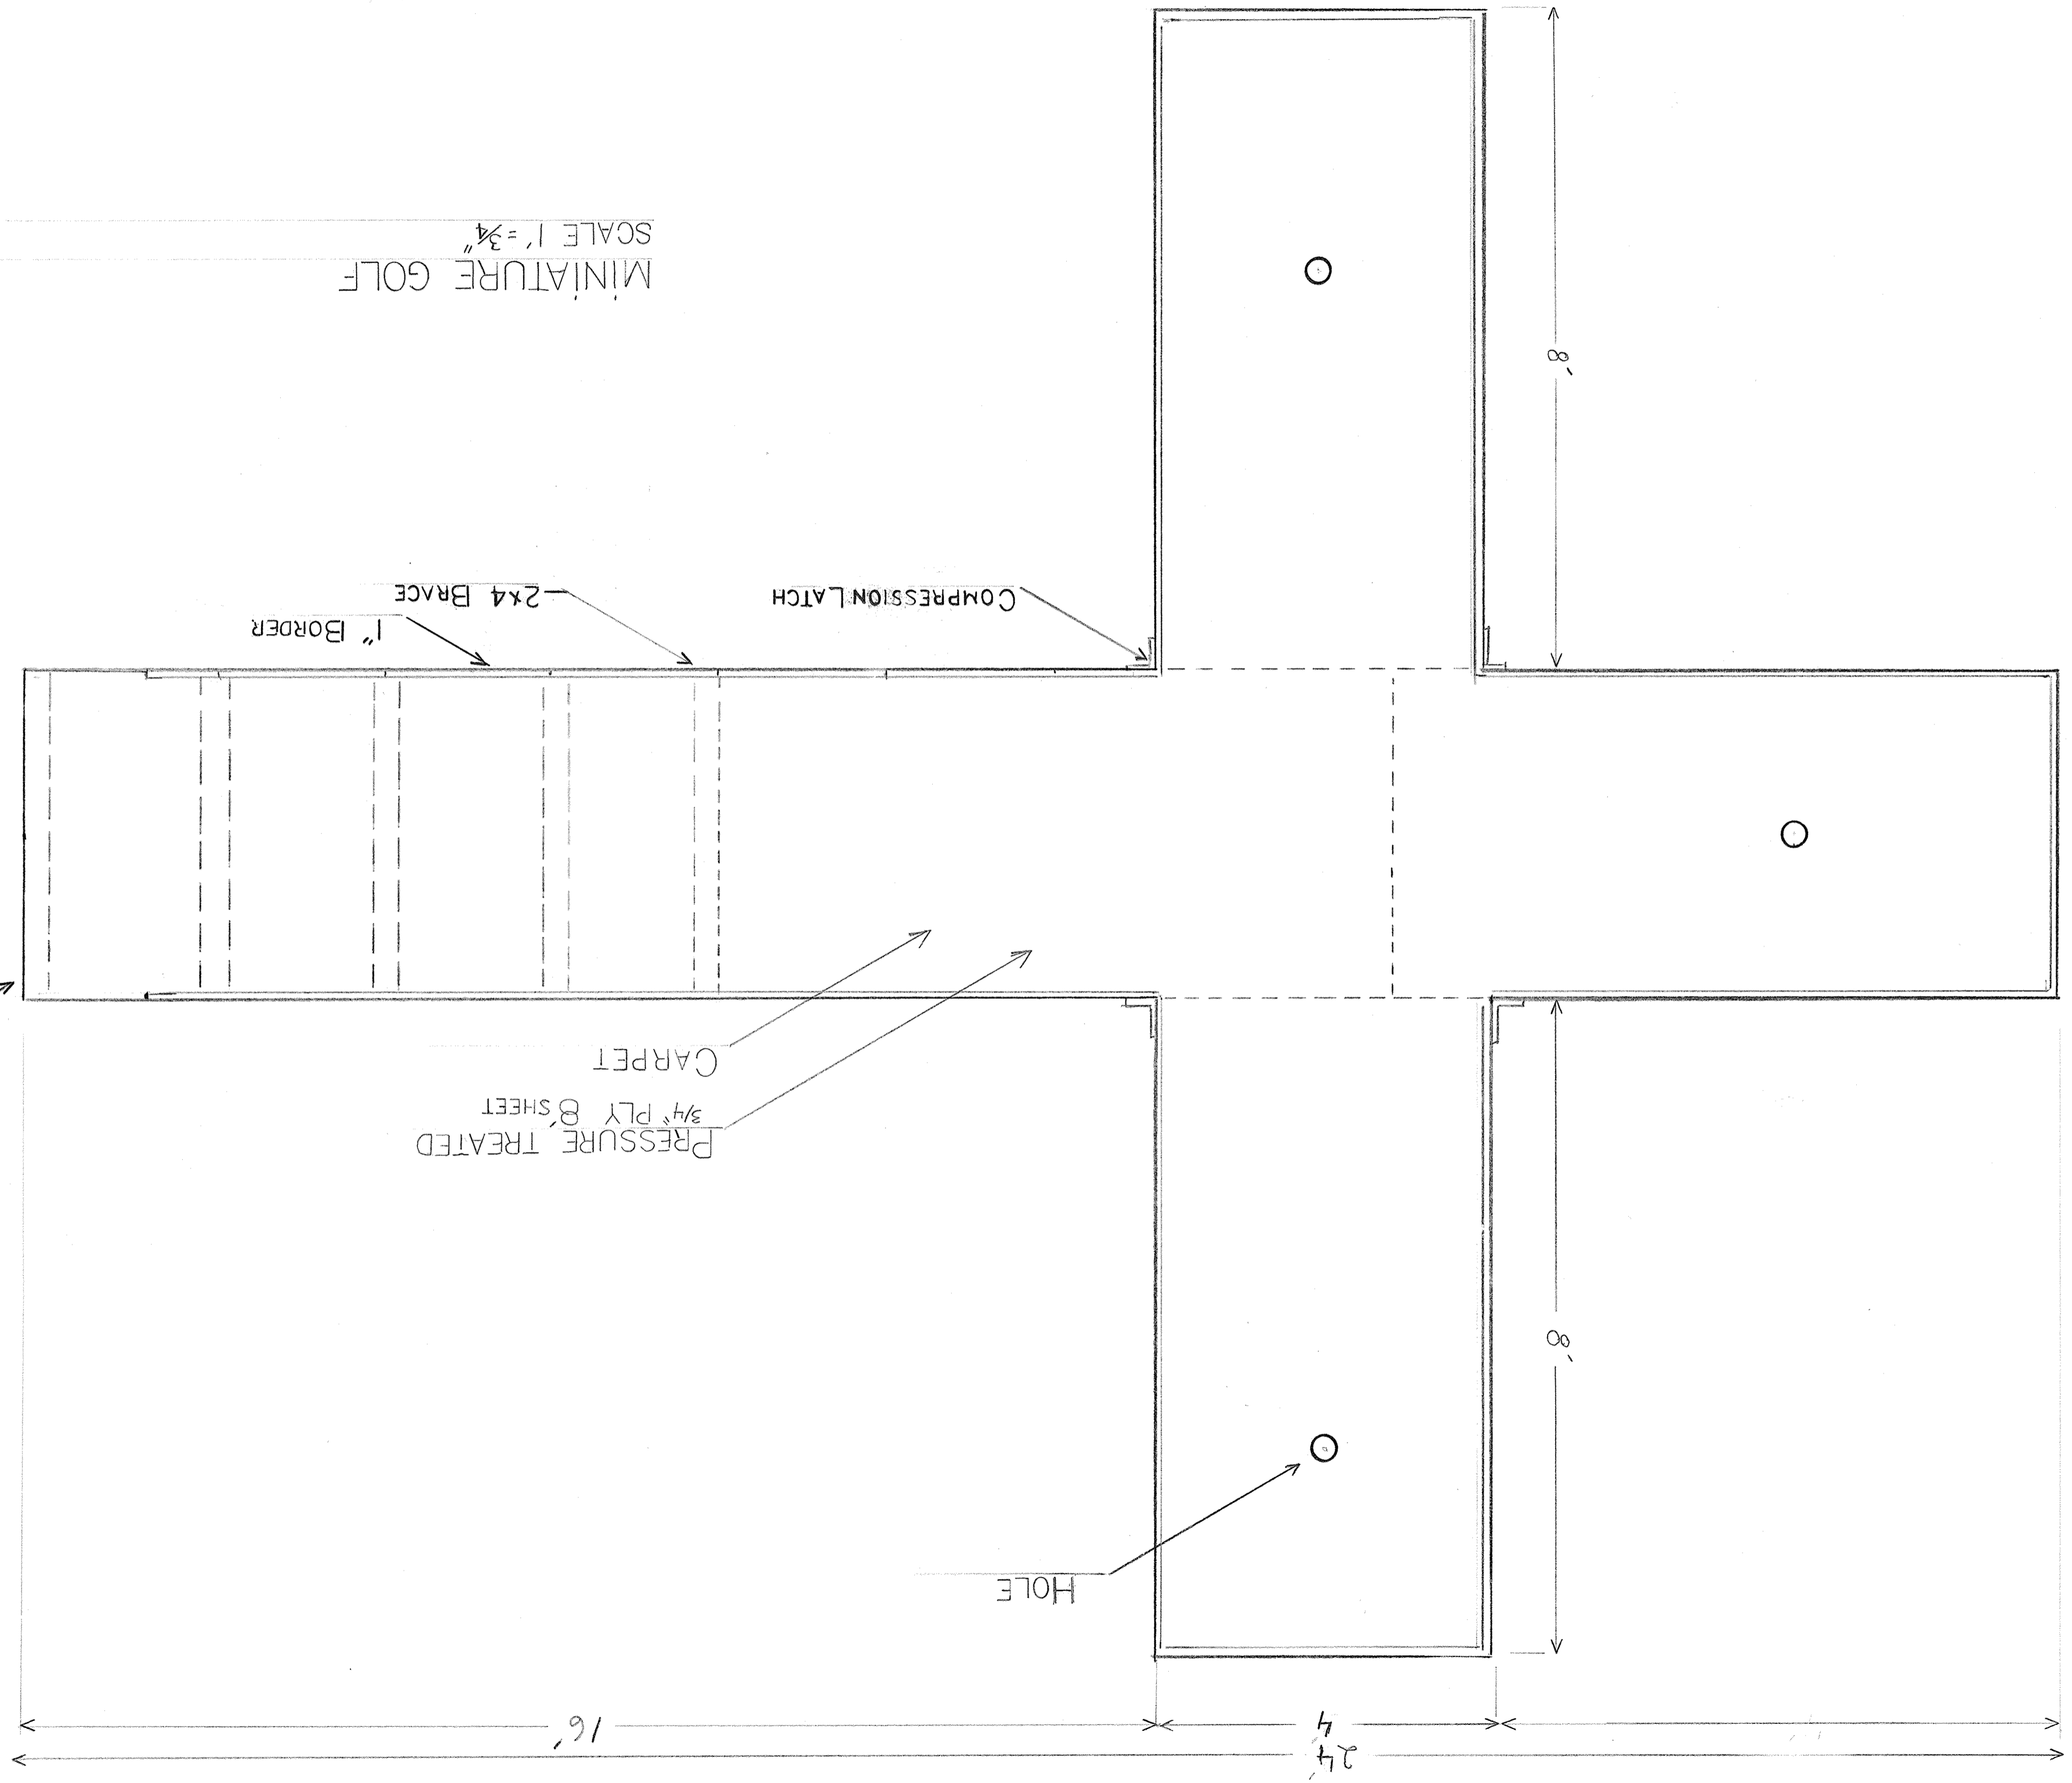 24'
4'
16'
HOLE
8'
PRESSURE TREATED
3/4" PLY 8' SHEET
CARPET
1" BORDER
2x4 BRACE
COMPRESSION LATCH
8'
MINIATURE GOLF
SCALE 1'=3/4"